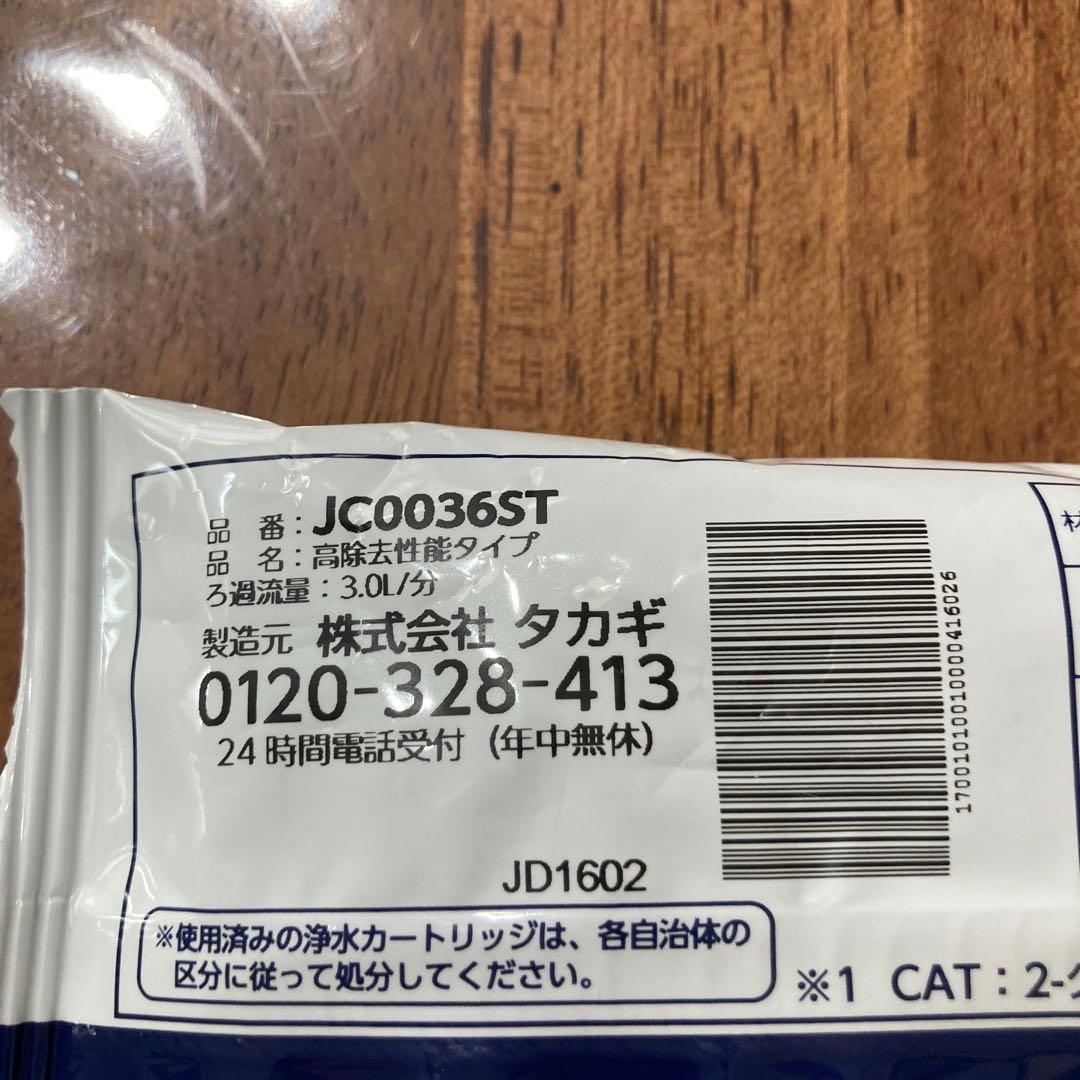 品　番：JC0036ST
品　名：高除去性能タイプ
ろ過流量：3.0L/分
製造元 株式会社 タカギ
0120-328-413
24時間電話受付（年中無休）
JD1602
※使用済みの浄水カートリッジは、各自治体の
区分に従って処分してください。
17001010010000416026
材
※1 CAT：2-ク